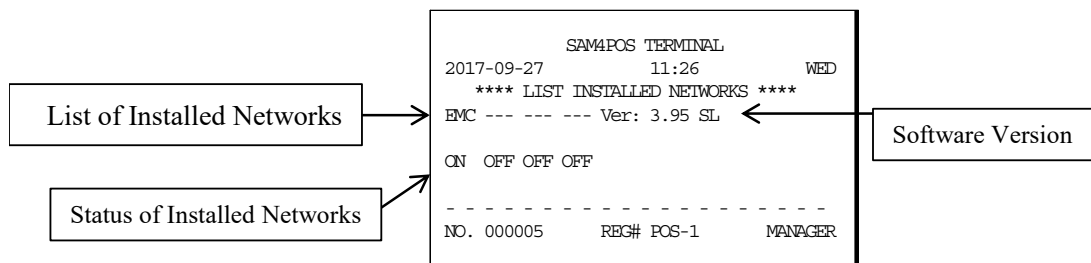 SAM4POS TERMINAL
2017-09-27 11:26 WED
**** LIST INSTALLED NETWORKS ****
List of Installed Networks
EMC --- --- --- Ver: 3.95 SL
Software Version
ON OFF OFF OFF
Status of Installed Networks
- - - - - - - - - - - - - - - - - - - -
NO. 000005 REG# POS-1 MANAGER